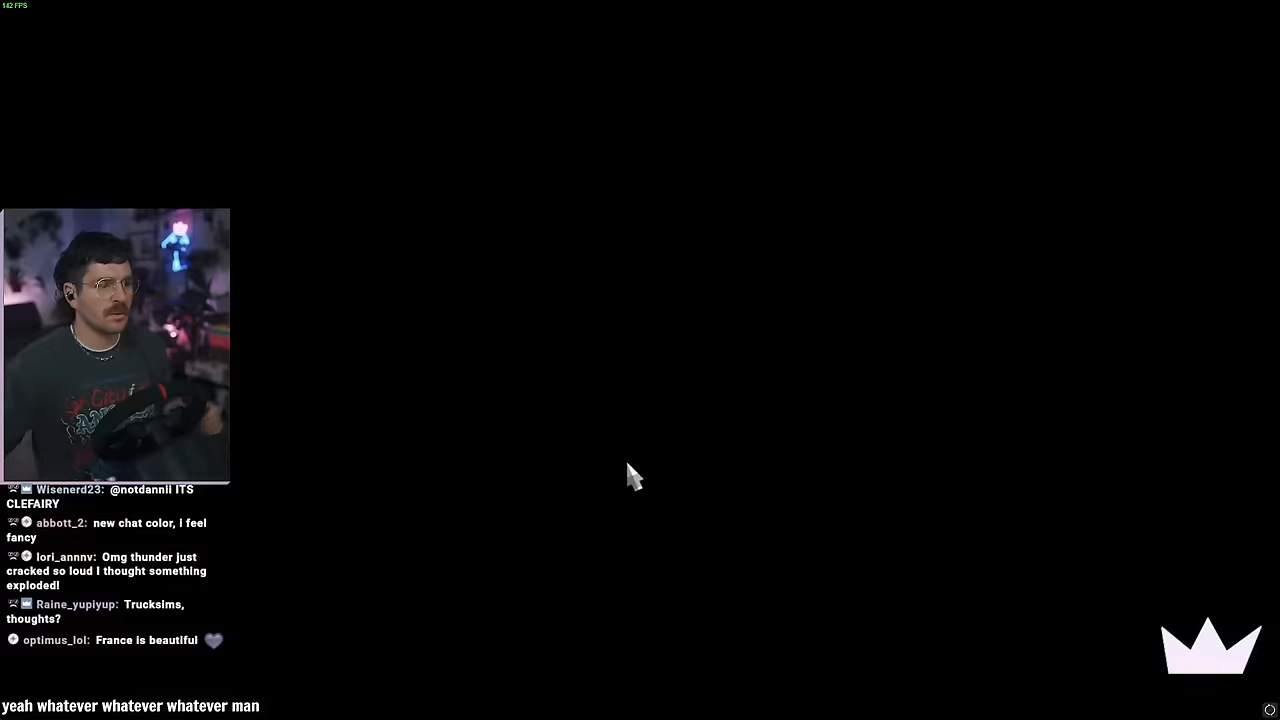 142 FPS
Wisenerd23: @notdannii ITS
CLEFAIRY
abbott_2: new chat color, i feel
fancy
lori_annnv: Omg thunder just
cracked so loud I thought something
exploded!
Raine_yupiyup: Trucksims,
thoughts?
optimus_lol: France is beautiful
yeah whatever whatever whatever man